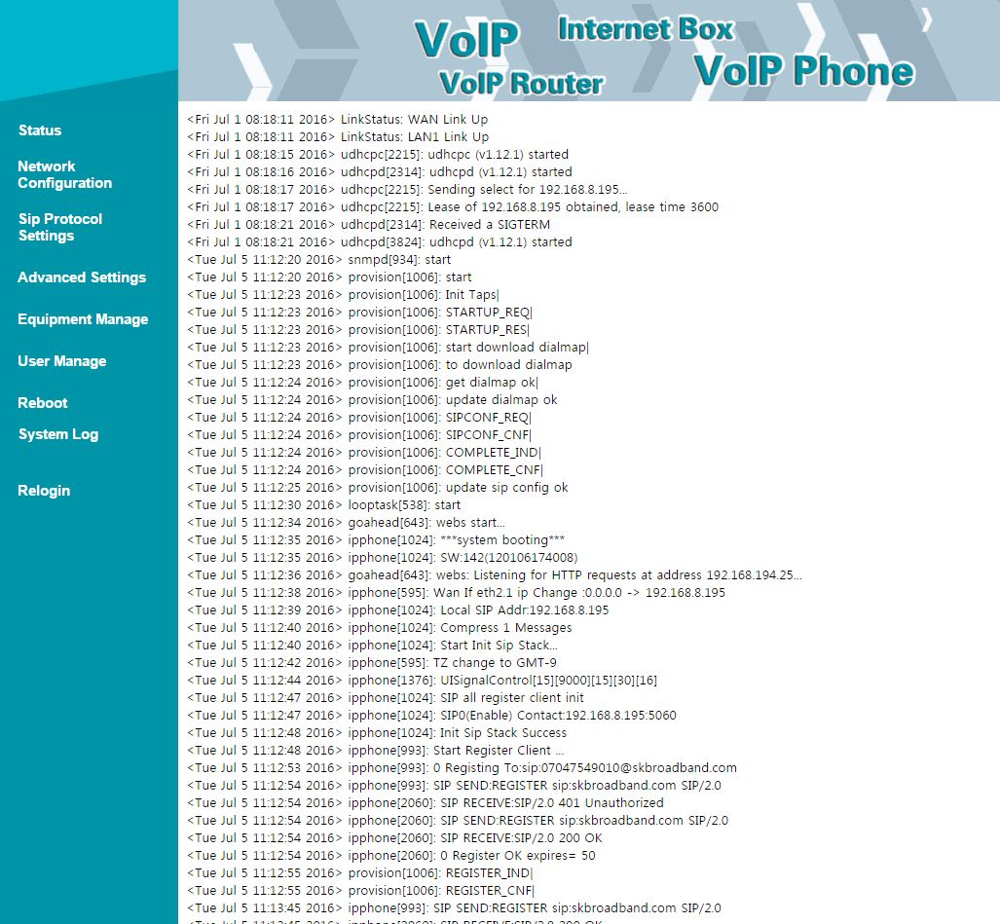 VoIP
Internet Box
VoIP Router
VoIP Phone
Status
Network
Configuration
Sip Protocol
Settings
Advanced Settings
Equipment Manage
User Manage
Reboot
System Log
Relogin
<Fri Jul 1 08:18:11 2016> LinkStatus: WAN Link Up
<Fri Jul 1 08:18:11 2016> LinkStatus: LAN1 Link Up
<Fri Jul 1 08:18:15 2016> udhcpc[2215]: udhcpc (v1.12.1) started
<Fri Jul 1 08:18:16 2016> udhcpd[2314]: udhcpd (v1.12.1) started
<Fri Jul 1 08:18:17 2016> udhcpc[2215]: Sending select for 192.168.8.195...
<Fri Jul 1 08:18:17 2016> udhcpc[2215]: Lease of 192.168.8.195 obtained, lease time 3600
<Fri Jul 1 08:18:21 2016> udhcpd[2314]: Received a SIGTERM
<Fri Jul 1 08:18:21 2016> udhcpd[3824]: udhcpd (v1.12.1) started
<Tue Jul 5 11:12:20 2016> snmpd[934]: start
<Tue Jul 5 11:12:20 2016> provision[1006]: start
<Tue Jul 5 11:12:23 2016> provision[1006]: Init Taps|
<Tue Jul 5 11:12:23 2016> provision[1006]: STARTUP_REQ|
<Tue Jul 5 11:12:23 2016> provision[1006]: STARTUP_RES|
<Tue Jul 5 11:12:23 2016> provision[1006]: start download dialmap|
<Tue Jul 5 11:12:23 2016> provision[1006]: to download dialmap
<Tue Jul 5 11:12:24 2016> provision[1006]: get dialmap ok|
<Tue Jul 5 11:12:24 2016> provision[1006]: update dialmap ok
<Tue Jul 5 11:12:24 2016> provision[1006]: SIPCONF_REQ|
<Tue Jul 5 11:12:24 2016> provision[1006]: SIPCONF_CNF|
<Tue Jul 5 11:12:24 2016> provision[1006]: COMPLETE_IND|
<Tue Jul 5 11:12:24 2016> provision[1006]: COMPLETE_CNF|
<Tue Jul 5 11:12:25 2016> provision[1006]: update sip config ok
<Tue Jul 5 11:12:30 2016> looptask[538]: start
<Tue Jul 5 11:12:34 2016> goahead[643]: webs start...
<Tue Jul 5 11:12:35 2016> ipphone[1024]: ***system booting***
<Tue Jul 5 11:12:35 2016> ipphone[1024]: SW:142(120106174008)
<Tue Jul 5 11:12:36 2016> goahead[643]: webs: Listening for HTTP requests at address 192.168.194.25...
<Tue Jul 5 11:12:38 2016> ipphone[595]: Wan If eth2.1 ip Change :0.0.0.0 -> 192.168.8.195
<Tue Jul 5 11:12:39 2016> ipphone[1024]: Local SIP Addr:192.168.8.195
<Tue Jul 5 11:12:40 2016> ipphone[1024]: Compress 1 Messages
<Tue Jul 5 11:12:40 2016> ipphone[1024]: Start Init Sip Stack...
<Tue Jul 5 11:12:42 2016> ipphone[595]: TZ change to GMT-9
<Tue Jul 5 11:12:44 2016> ipphone[1376]: UISignalControl[15][9000][15][30][16]
<Tue Jul 5 11:12:47 2016> ipphone[1024]: SIP all register client init
<Tue Jul 5 11:12:47 2016> ipphone[1024]: SIP0(Enable) Contact:192.168.8.195:5060
<Tue Jul 5 11:12:48 2016> ipphone[1024]: Init Sip Stack Success
<Tue Jul 5 11:12:48 2016> ipphone[993]: Start Register Client ...
<Tue Jul 5 11:12:53 2016> ipphone[993]: 0 Registing To:sip:07047549010@skbroadband.com
<Tue Jul 5 11:12:54 2016> ipphone[993]: SIP SEND:REGISTER sip:skbroadband.com SIP/2.0
<Tue Jul 5 11:12:54 2016> ipphone[2060]: SIP RECEIVE:SIP/2.0 401 Unauthorized
<Tue Jul 5 11:12:54 2016> ipphone[2060]: SIP SEND:REGISTER sip:skbroadband.com SIP/2.0
<Tue Jul 5 11:12:54 2016> ipphone[2060]: SIP RECEIVE:SIP/2.0 200 OK
<Tue Jul 5 11:12:54 2016> ipphone[2060]: 0 Register OK expires= 50
<Tue Jul 5 11:12:55 2016> provision[1006]: REGISTER_IND|
<Tue Jul 5 11:12:55 2016> provision[1006]: REGISTER_CNF|
<Tue Jul 5 11:13:45 2016> ipphone[993]: SIP SEND:REGISTER sip:skbroadband.com SIP/2.0